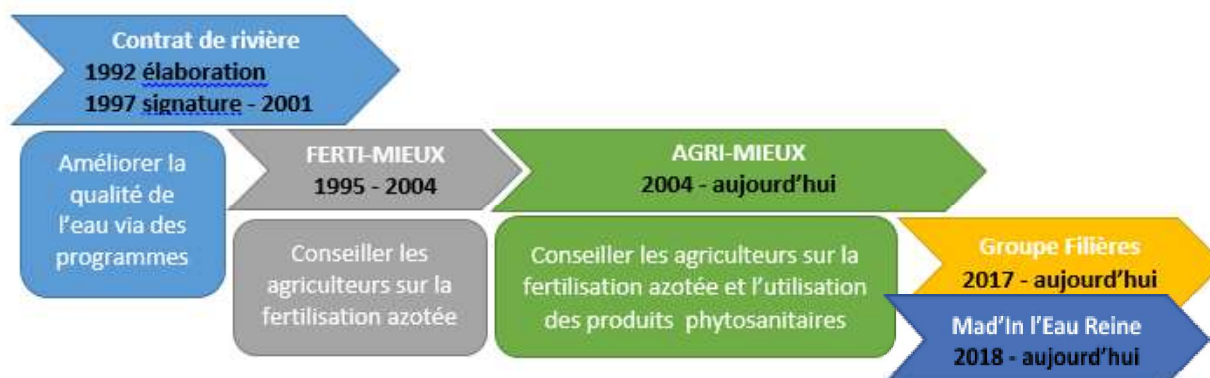 Contrat de rivière
1992 élaboration
1997 signature - 2001
Améliorer la
qualité de
l'eau via des
programmes
FERTI-MIEUX
1995 - 2004
Conseiller les
agriculteurs sur la
fertilisation azotée
AGRI-MIEUX
2004 - aujourd'hui
Conseiller les agriculteurs sur la
fertilisation azotée et l'utilisation
des produits phytosanitaires
Groupe Filières
2017 - aujourd'hui
Mad'In l'Eau Reine
2018 - aujourd'hui